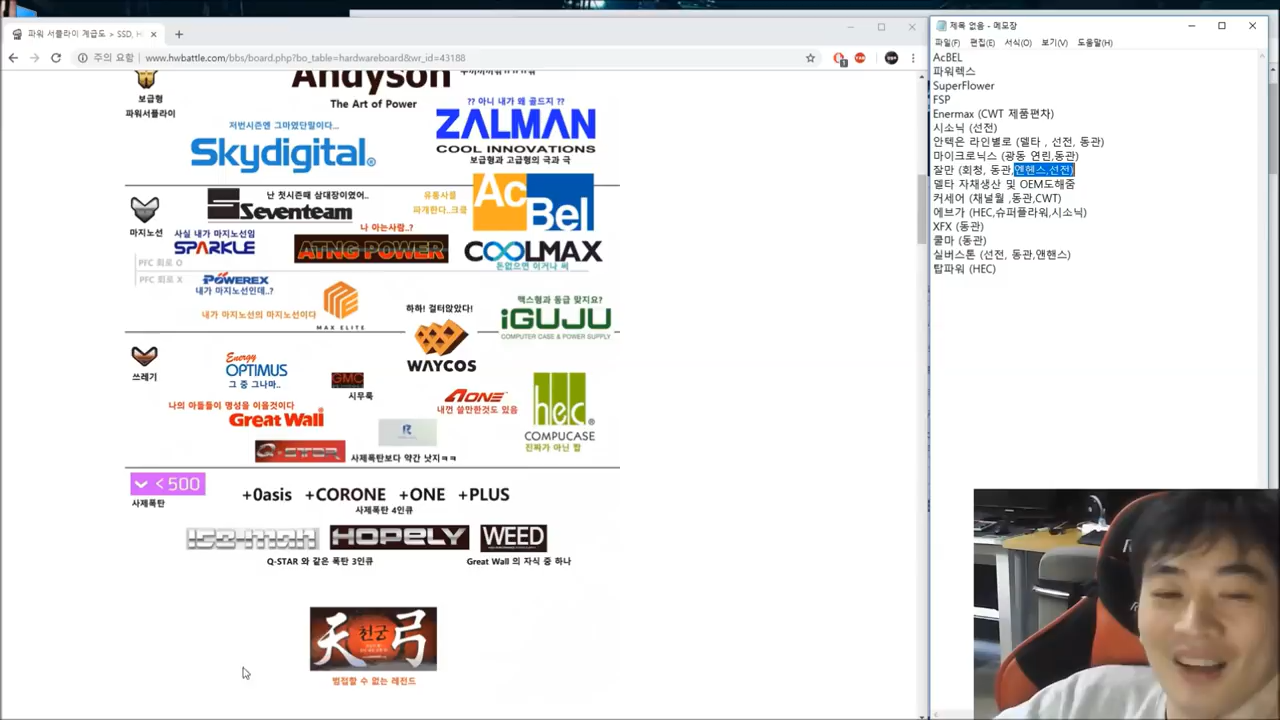 파워 서플라이 계급도 > SSD, H
제목 없음 - 메모장
주의 요함
www.hwbattle.com/bbs/board.php?bo_table=hardwareboard&wr_id=43188
파일(F) 편집(E) 서식(O) 보기(V) 도움말(H)
보급형
파워서플라이
Andyson
The Art of Power
저번시즌엔 그마였단말이다...
Skydigital
?? 아니 내가 왜 골드지 ??
ZALMAN
COOL INNOVATIONS
보급형과 고급형의 극과 극
마지노선
난 첫시즌때 삼대장이였어..
Seventeam
유통사를
파개한다..크큭
AcBel
사실 내가 마지노선임
SPARKLE
나 아는사람..?
ATNG POWER
COOLMAX
돈없으면 이거나 써
PFC 회로 O
PFC 회로 X
POWEREX
내가 마지노선인데..?
내가 마지노선의 마지노선이다
MAX ELITE
하하! 걸터앉았다!
WAYCOS
맥스형과 동급 맞지요?
iGUJU
COMPUTER CASE & POWER SUPPLY
쓰레기
Energy
OPTIMUS
그 중 그나마..
GMC
시무룩
AONE
내껀 쓸만한것도 있음
hec
COMPUCASE
진짜가 아닌 짭
나의 아들들이 명성을 이을것이다
Great Wall
R
Q-STAR
사제폭탄보다 약간 낫지ㅋㅋ
<500
사제폭탄
+0asis +CORONE +ONE +PLUS
사제폭탄 4인큐
ICE-MAN
HOPELY
WEED
Q-STAR 와 같은 폭탄 3인큐
Great Wall 의 자식 중 하나
天 천궁 弓
범접할 수 없는 레전드
AcBEL
파워렉스
SuperFlower
FSP
Enermax (CWT 제품편차)
시소닉 (선전)
안텍은 라인별로 (델타 , 선전, 동관)
마이크로닉스 (광동 연린,동관)
잘만 (회청, 동관,엔헨스,선전)
델타 자채생산 및 OEM도해줌
커세어 (채널월 ,동관,CWT)
에브가 (HEC,슈퍼플라워,시소닉)
XFX (동관)
쿨마 (동관)
실버스톤 (선전, 동관,앤핸스)
탑파워 (HEC)